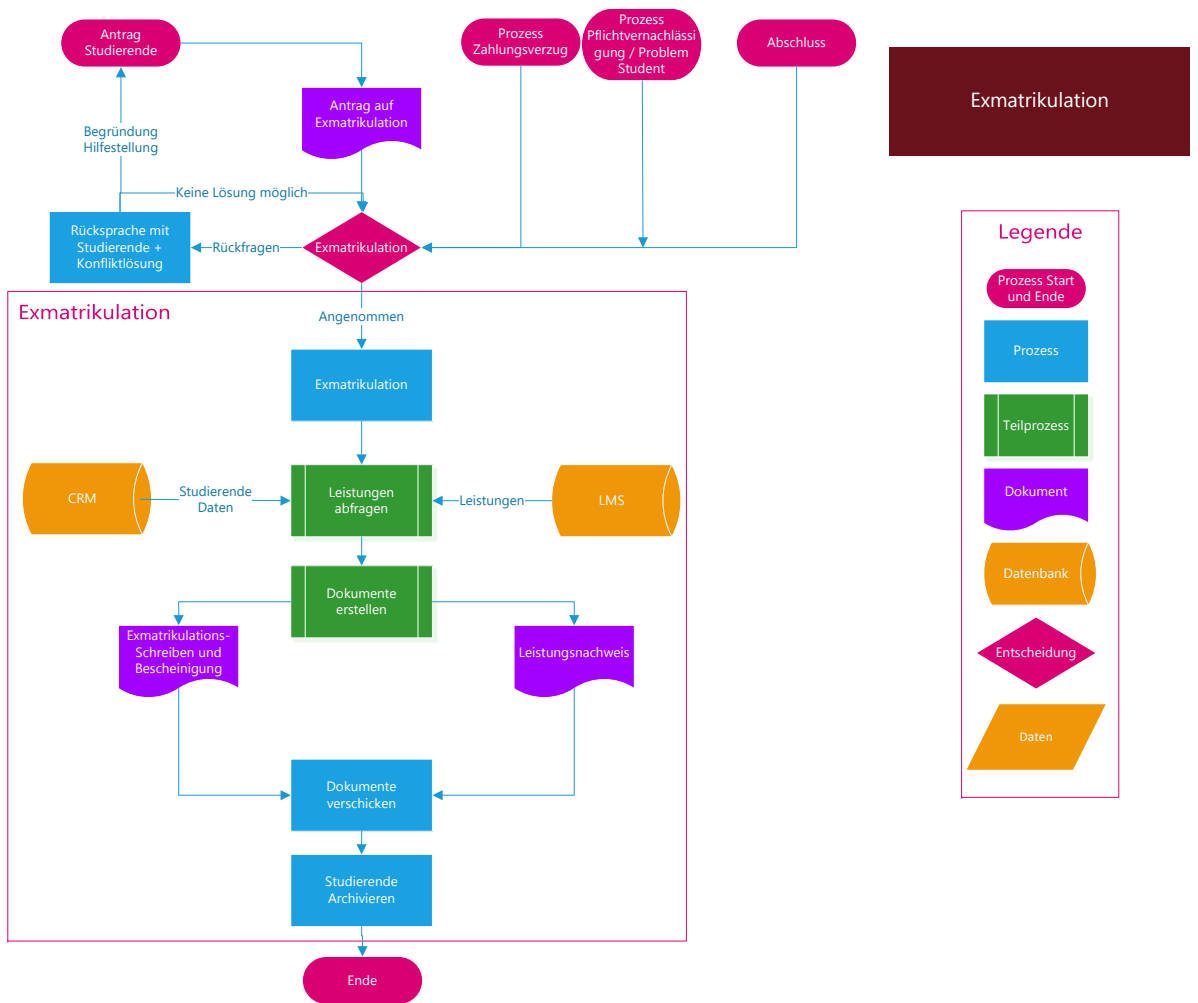 Antrag
Studierende
Prozess
Zahlungsverzug
Prozess
Pflichtvernachlässi
gung / Problem
Student
Abschluss
Exmatrikulation
Antrag auf
Exmatrikulation
Begründung
Hilfestellung
Keine Lösung möglich
Rücksprache mit
Studierende +
Konfliktlösung
Rückfragen
Exmatrikulation
Exmatrikulation
Angenommen
Exmatrikulation
CRM
Studierende
Daten
Leistungen
abfragen
Leistungen
LMS
Dokumente
erstellen
Exmatrikulations-
Schreiben und
Bescheinigung
Leistungsnachweis
Dokumente
verschicken
Studierende
Archivieren
Ende
Legende
Prozess Start
und Ende
Prozess
Teilprozess
Dokument
Datenbank
Entscheidung
Daten